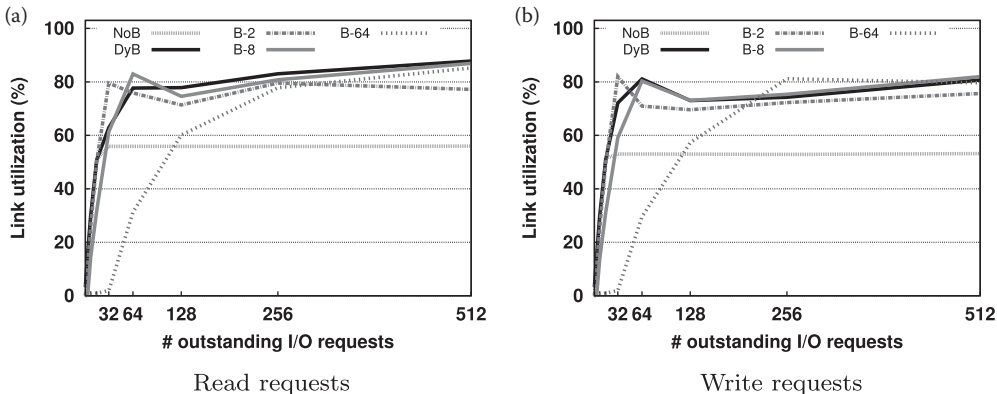 (a)
100
80
60
40
20
0
Link utilization (%)
NoB B-2 B-64
DyB B-8
32 64 128 256 512
# outstanding I/O requests
Read requests
(b)
100
80
60
40
20
0
Link utilization (%)
NoB B-2 B-64
DyB B-8
32 64 128 256 512
# outstanding I/O requests
Write requests